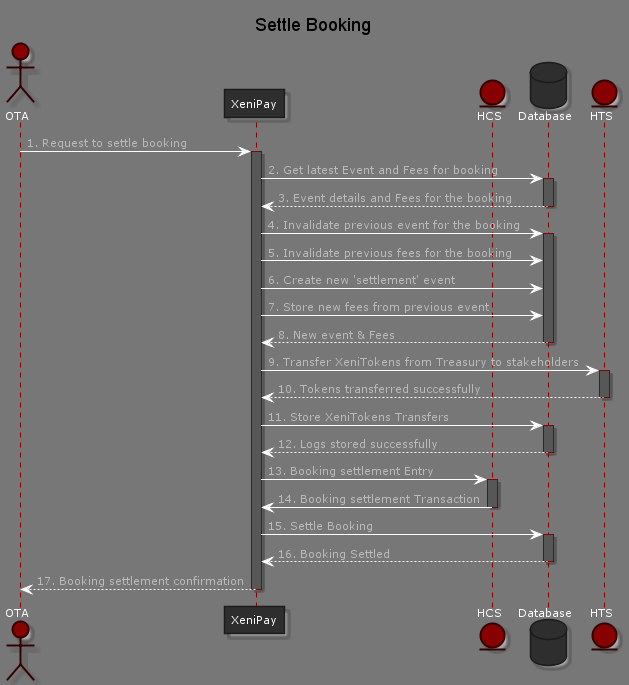 Settle Booking
OTA
XeniPay
HCS
Database
HTS
1. Request to settle booking
2. Get latest Event and Fees for booking
3. Event details and Fees for the booking
4. Invalidate previous event for the booking
5. Invalidate previous fees for the booking
6. Create new 'settlement' event
7. Store new fees from previous event
8. New event & Fees
9. Transfer XeniTokens from Treasury to stakeholders
10. Tokens transferred successfully
11. Store XeniTokens Transfers
12. Logs stored successfully
13. Booking settlement Entry
14. Booking settlement Transaction
15. Settle Booking
16. Booking Settled
17. Booking settlement confirmation
OTA
XeniPay
HCS
Database
HTS